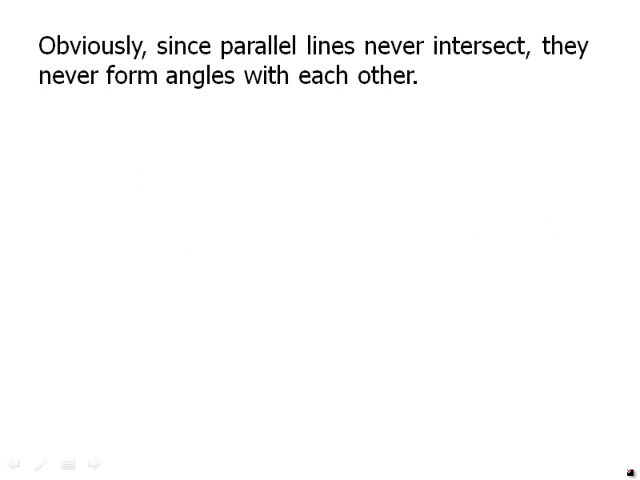 Obviously, since parallel lines never intersect, they
never form angles with each other.